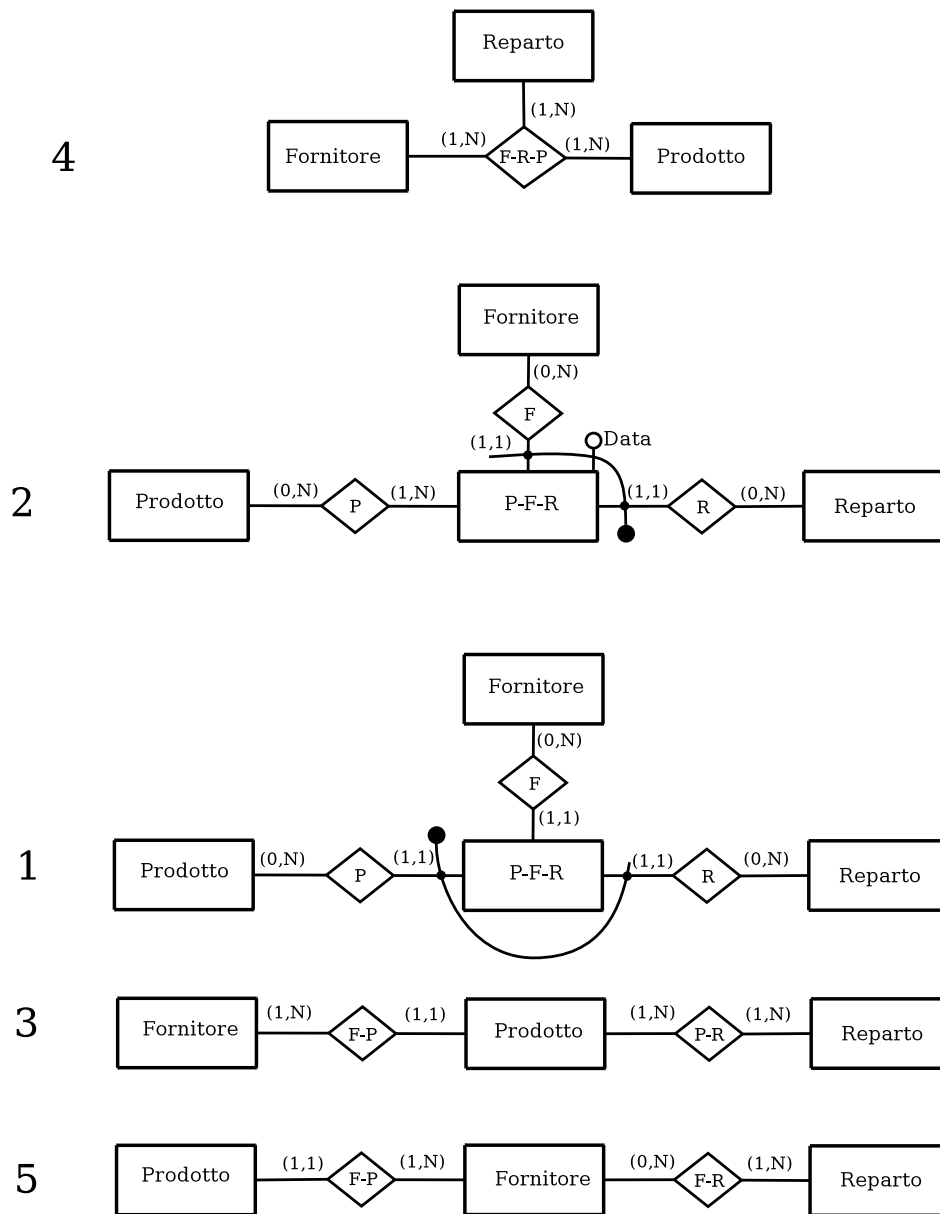 Reparto
(1,N)
4
Fornitore
(1,N)
F-R-P
(1,N)
Prodotto
Fornitore
(0,N)
F
(1,1)
Data
2
Prodotto
(0,N)
P
(1,N)
P-F-R
(1,1)
R
(0,N)
Reparto
Fornitore
(0,N)
F
(1,1)
1
Prodotto
(0,N)
P
(1,1)
P-F-R
(1,1)
R
(0,N)
Reparto
3
Fornitore
(1,N)
F-P
(1,1)
Prodotto
(1,N)
P-R
(1,N)
Reparto
5
Prodotto
(1,1)
F-P
(1,N)
Fornitore
(0,N)
F-R
(1,N)
Reparto